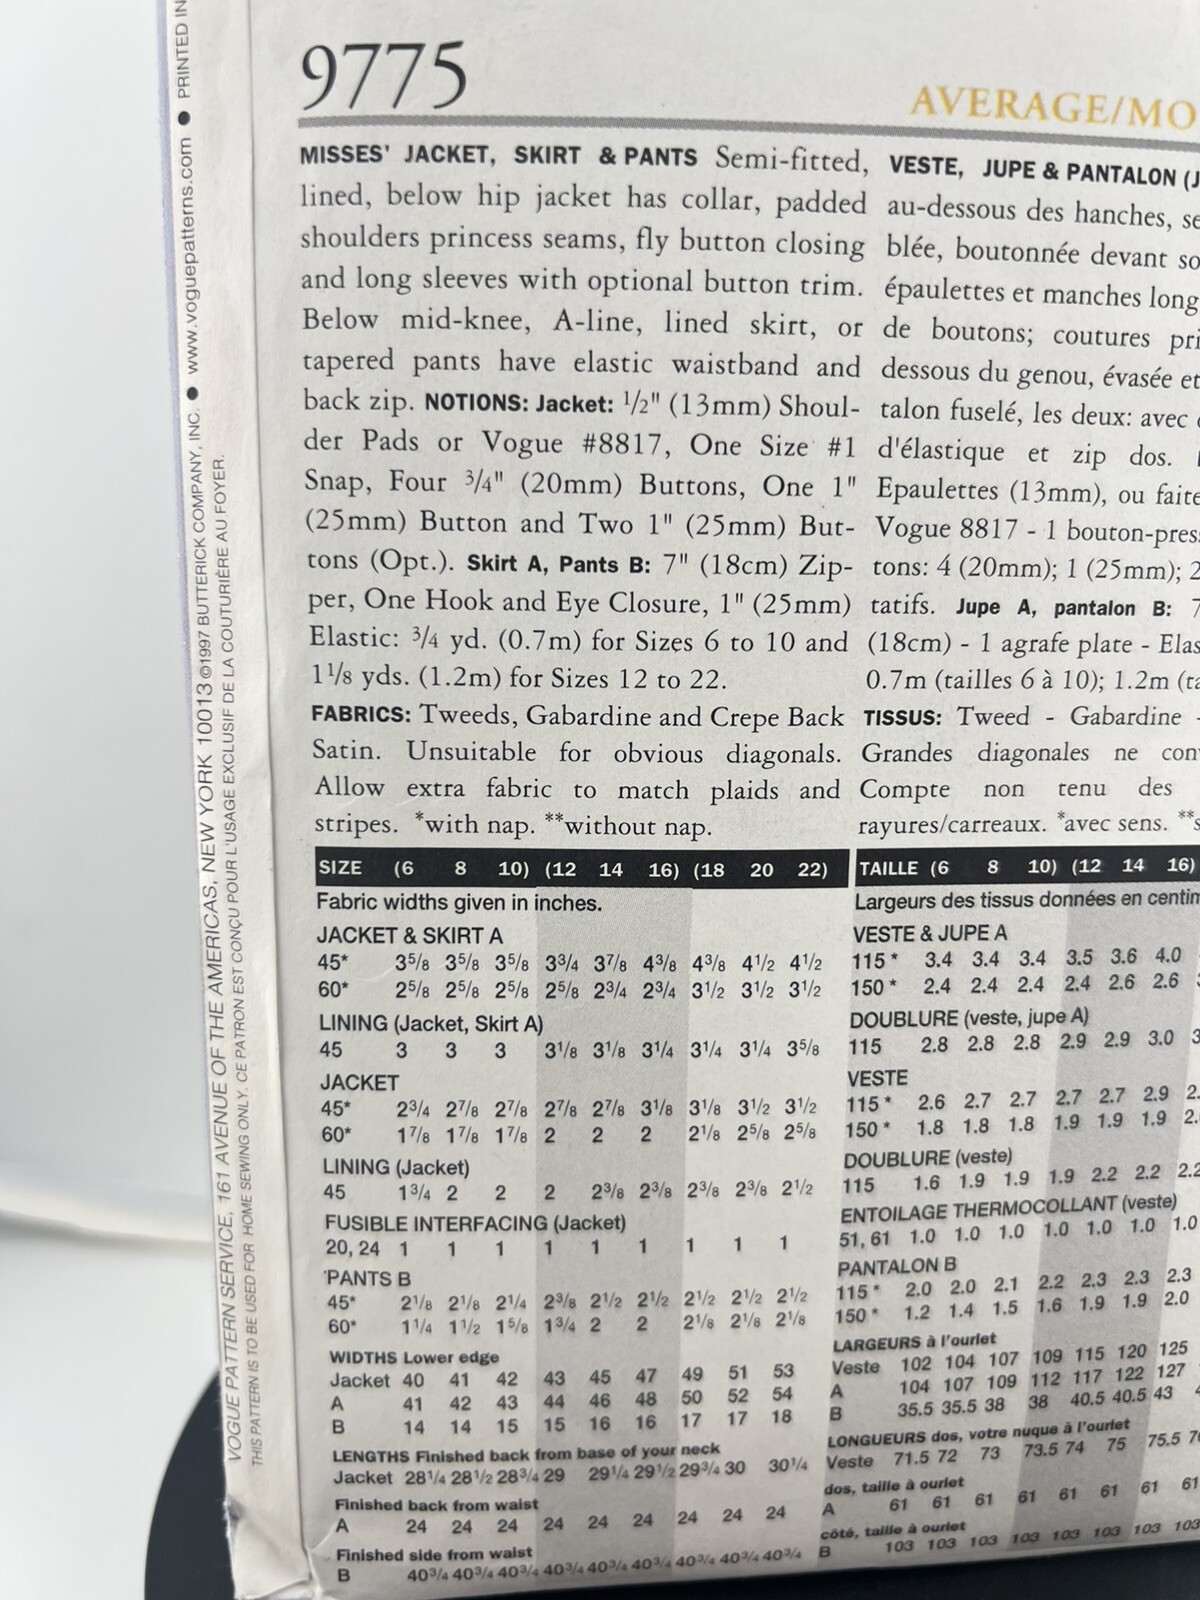 9775
AVERAGE/MO
MISSES' JACKET, SKIRT & PANTS Semi-fitted,
lined, below hip jacket has collar, padded
shoulders princess seams, fly button closing
and long sleeves with optional button trim.
Below mid-knee, A-line, lined skirt, or
tapered pants have elastic waistband and
back zip. NOTIONS: Jacket: 1/2" (13mm) Shoul-
der Pads or Vogue #8817, One Size #1
Snap, Four 3/4" (20mm) Buttons, One 1"
(25mm) Button and Two 1" (25mm) But-
tons (Opt.). Skirt A, Pants B: 7" (18cm) Zip-
per, One Hook and Eye Closure, 1" (25mm)
Elastic: 3/4 yd. (0.7m) for Sizes 6 to 10 and
1 1/8 yds. (1.2m) for Sizes 12 to 22.
FABRICS: Tweeds, Gabardine and Crepe Back
Satin. Unsuitable for obvious diagonals.
Allow extra fabric to match plaids and
stripes. *with nap. **without nap.
SIZE (6 8 10) (12 14 16) (18 20 22)
Fabric widths given in inches.
JACKET & SKIRT A
45* 3 5/8 3 5/8 3 5/8 3 3/4 3 7/8 4 3/8 4 3/8 4 1/2 4 1/2
60* 2 5/8 2 5/8 2 5/8 2 5/8 2 3/4 2 3/4 3 1/2 3 1/2 3 1/2
LINING (Jacket, Skirt A)
45 3 3 3 3 1/8 3 1/8 3 1/4 3 1/4 3 1/4 3 5/8
JACKET
45* 2 3/4 2 7/8 2 7/8 2 7/8 2 7/8 3 1/8 3 1/8 3 1/2 3 1/2
60* 1 7/8 1 7/8 1 7/8 2 2 2 2 1/8 2 5/8 2 5/8
LINING (Jacket)
45 1 3/4 2 2 2 2 3/8 2 3/8 2 3/8 2 3/8 2 1/2
FUSIBLE INTERFACING (Jacket)
20, 24 1 1 1 1 1 1 1 1 1
PANTS B
45* 2 1/8 2 1/8 2 1/4 2 3/8 2 1/2 2 1/2 2 1/2 2 1/2 2 1/2
60* 1 1/4 1 1/2 1 5/8 1 3/4 2 2 2 1/8 2 1/8 2 1/8
WIDTHS Lower edge
Jacket 40 41 42 43 45 47 49 51 53
A 41 42 43 44 46 48 50 52 54
B 14 14 15 15 16 16 17 17 18
LENGTHS Finished back from base of your neck
Jacket 28 1/4 28 1/2 28 3/4 29 29 1/4 29 1/2 29 3/4 30 30 1/4
Finished back from waist
A 24 24 24 24 24 24 24 24 24
Finished side from waist
B 40 3/4 40 3/4 40 3/4 40 3/4 40 3/4 40 3/4 40 3/4 40 3/4 40 3/4
VESTE, JUPE & PANTALON (J
au-dessous des hanches, se
blée, boutonnée devant so
épaulettes et manches long
de boutons; coutures pri
dessous du genou, évasée et
talon fuselé, les deux: avec
d'élastique et zip dos.
Epaulettes (13mm), ou faite
Vogue 8817 - 1 bouton-pres
tons: 4 (20mm); 1 (25mm); 2
tatifs. Jupe A, pantalon B: 7
(18cm) - 1 agrafe plate - Elas
0.7m (tailles 6 à 10); 1.2m (ta
TISSUS: Tweed - Gabardine -
Grandes diagonales ne con
Compte non tenu des
rayures/carreaux. *avec sens. **s
TAILLE (6 8 10) (12 14 16)
Largeurs des tissus données en centim
VESTE & JUPE A
115* 3.4 3.4 3.4 3.5 3.6 4.0
150* 2.4 2.4 2.4 2.4 2.6 2.6
DOUBLURE (veste, jupe A)
115 2.8 2.8 2.8 2.9 2.9 3.0 3
VESTE
115* 2.6 2.7 2.7 2.7 2.7 2.9 2.
150* 1.8 1.8 1.8 1.9 1.9 1.9 2.
DOUBLURE (veste)
115 1.6 1.9 1.9 1.9 2.2 2.2 2.2
ENTOILAGE THERMOCOLLANT (veste)
51, 61 1.0 1.0 1.0 1.0 1.0 1.0 1.0
PANTALON B
115* 2.0 2.0 2.1 2.2 2.3 2.3 2.3
150* 1.2 1.4 1.5 1.6 1.9 1.9 2.0
LARGEURS à l'ourlet
Veste 102 104 107 109 115 120 125
A 104 107 109 112 117 122 127
B 35.5 35.5 38 38 40.5 40.5 43 4
LONGUEURS dos, votre nuque à l'ourlet
Veste 71.5 72 73 73.5 74 75 75.5
dos, taille à ourlet
A 61 61 61 61 61 61 61 61
côté, taille à ourlet
B 103 103 103 103 103 103 103 103
VOGUE PATTERN SERVICE, 161 AVENUE OF THE AMERICAS, NEW YORK 10013 ©1997 BUTTERICK COMPANY, INC. ● www.voguepatterns.com ● PRINTED IN
THIS PATTERN IS TO BE USED FOR HOME SEWING ONLY. CE PATRON EST CONÇU POUR L'USAGE EXCLUSIF DE LA COUTURIÈRE AU FOYER.